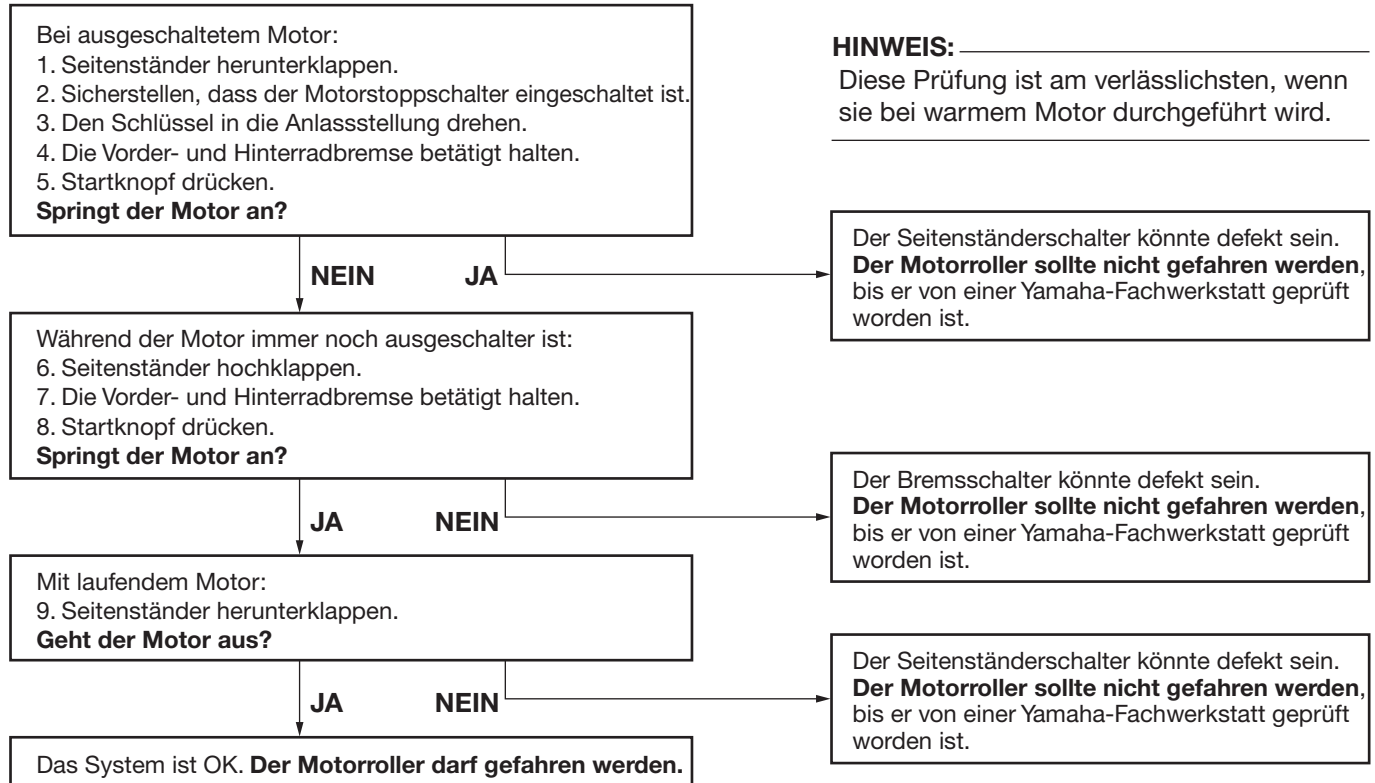 Bei ausgeschaltetem Motor:
1. Seitenständer herunterklappen.
2. Sicherstellen, dass der Motorstoppschalter eingeschaltet ist.
3. Den Schlüssel in die Anlassstellung drehen.
4. Die Vorder- und Hinterradbremse betätigt halten.
5. Startknopf drücken.
Springt der Motor an?
HINWEIS:
Diese Prüfung ist am verlässlichsten, wenn
sie bei warmem Motor durchgeführt wird.
NEIN JA
Der Seitenständerschalter könnte defekt sein.
Der Motorroller sollte nicht gefahren werden,
bis er von einer Yamaha-Fachwerkstatt geprüft
worden ist.
Während der Motor immer noch ausgeschalter ist:
6. Seitenständer hochklappen.
7. Die Vorder- und Hinterradbremse betätigt halten.
8. Startknopf drücken.
Springt der Motor an?
JA NEIN
Der Bremsschalter könnte defekt sein.
Der Motorroller sollte nicht gefahren werden,
bis er von einer Yamaha-Fachwerkstatt geprüft
worden ist.
Mit laufendem Motor:
9. Seitenständer herunterklappen.
Geht der Motor aus?
JA NEIN
Der Seitenständerschalter könnte defekt sein.
Der Motorroller sollte nicht gefahren werden,
bis er von einer Yamaha-Fachwerkstatt geprüft
worden ist.
Das System ist OK. Der Motorroller darf gefahren werden.